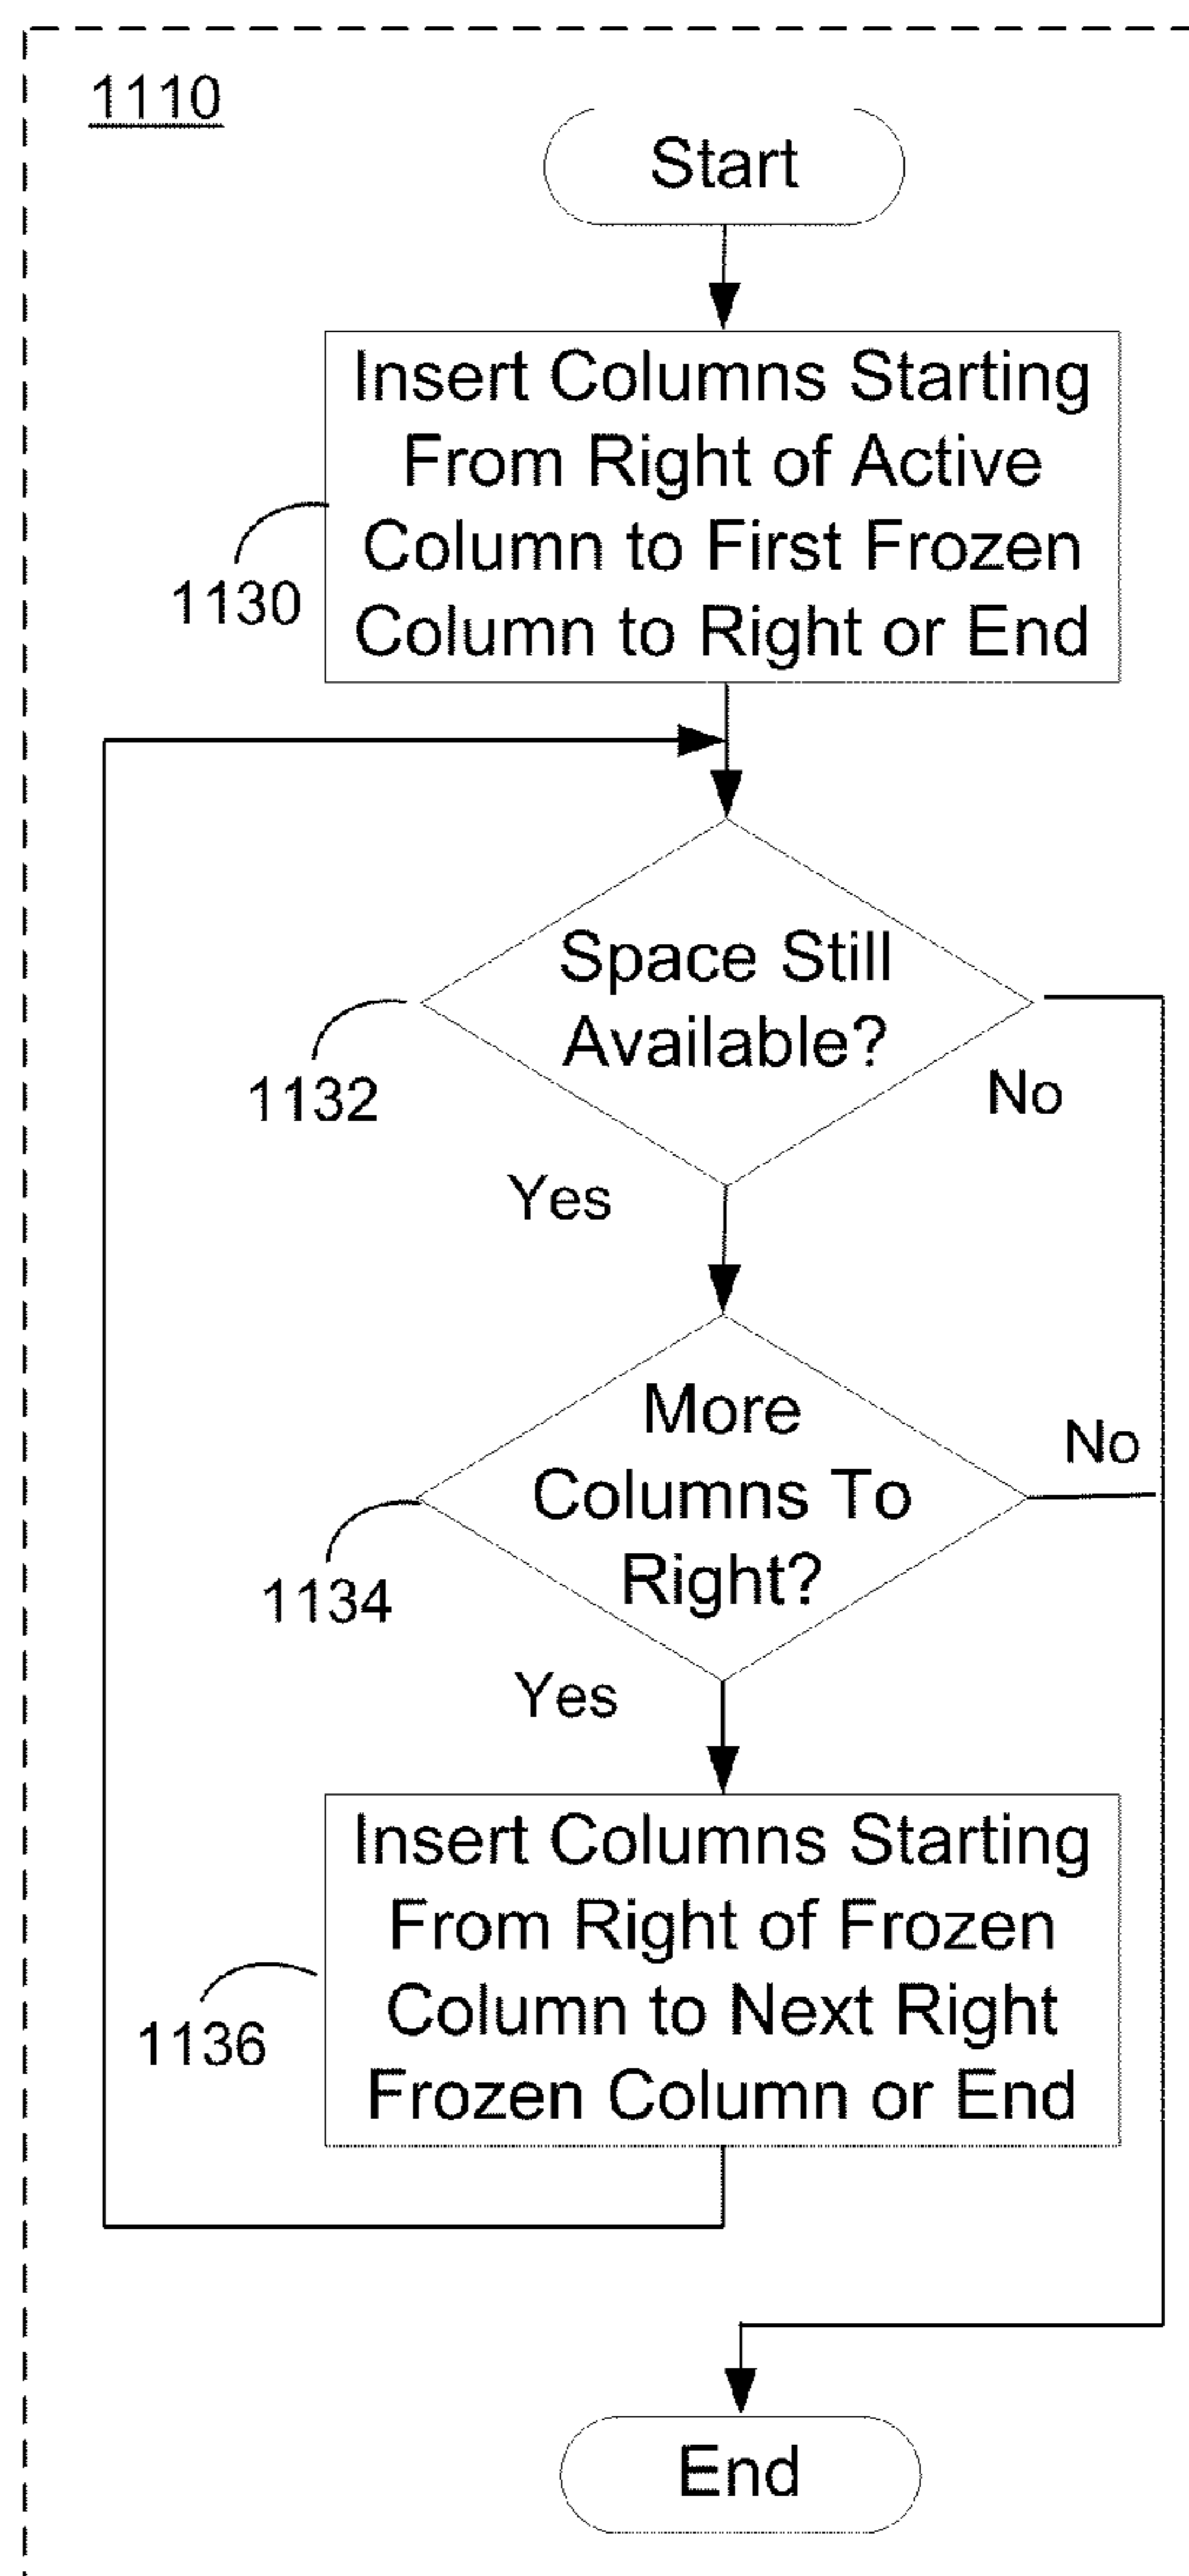 1110
Start
Insert Columns Starting
From Right of Active
Column to First Frozen
Column to Right or End
1130
Space Still
Available?
1132
No
Yes
More
Columns To
Right?
No
1134
Yes
Insert Columns Starting
From Right of Frozen
Column to Next Right
Frozen Column or End
1136
End